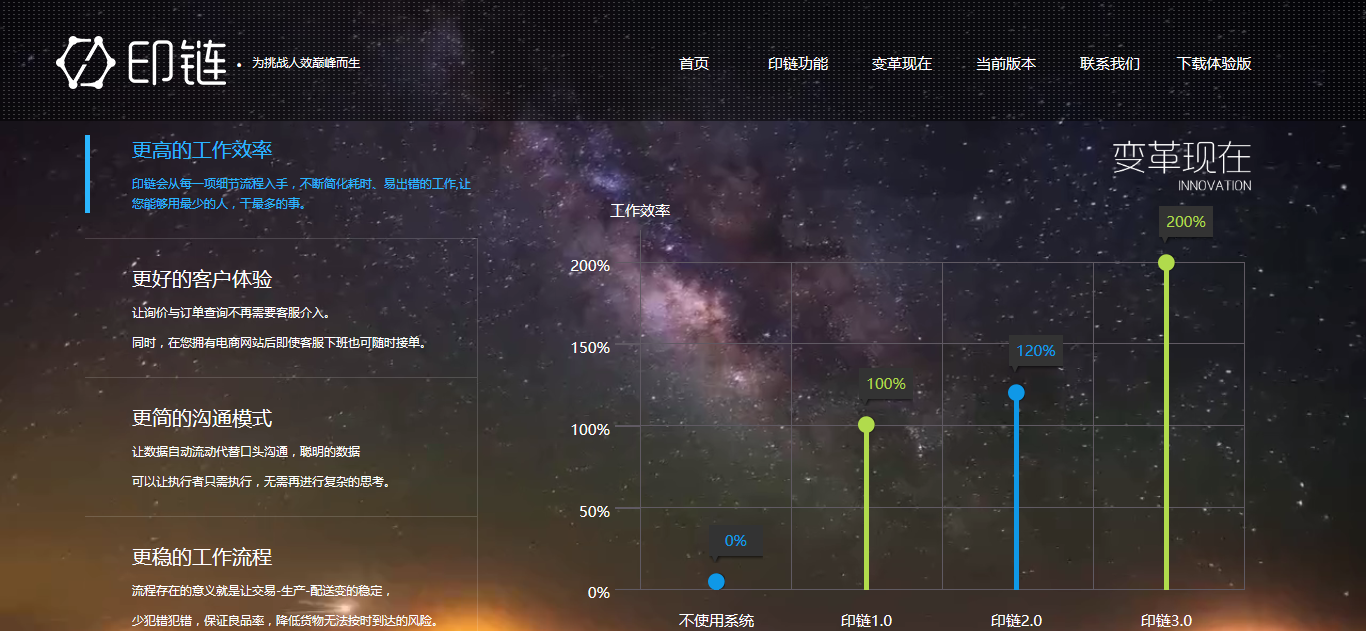 印链 · 为挑战人效巅峰而生
首页 印链功能 变革现在 当前版本 联系我们 下载体验版
更高的工作效率
印链会从每一项细节流程入手，不断简化耗时、易出错的工作,让
您能够用最少的人，干最多的事。
更好的客户体验
让询价与订单查询不再需要客服介入。
同时，在您拥有电商网站后即使客服下班也可随时接单。
更简的沟通模式
让数据自动流动代替口头沟通，聪明的数据
可以让执行者只需执行，无需再进行复杂的思考。
更稳的工作流程
流程存在的意义就是让交易-生产-配送变的稳定，
少犯错犯错，保证良品率，降低货物无法按时到达的风险。
变革现在
INNOVATION
工作效率
200%
150%
100%
50%
0%
0%
100%
120%
200%
不使用系统 印链1.0 印链2.0 印链3.0